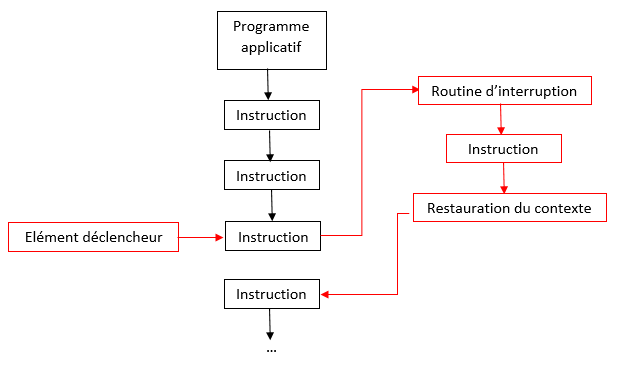 Programme
applicatif
Instruction
Instruction
Elément déclencheur
Instruction
Routine d'interruption
Instruction
Restauration du contexte
Instruction
...